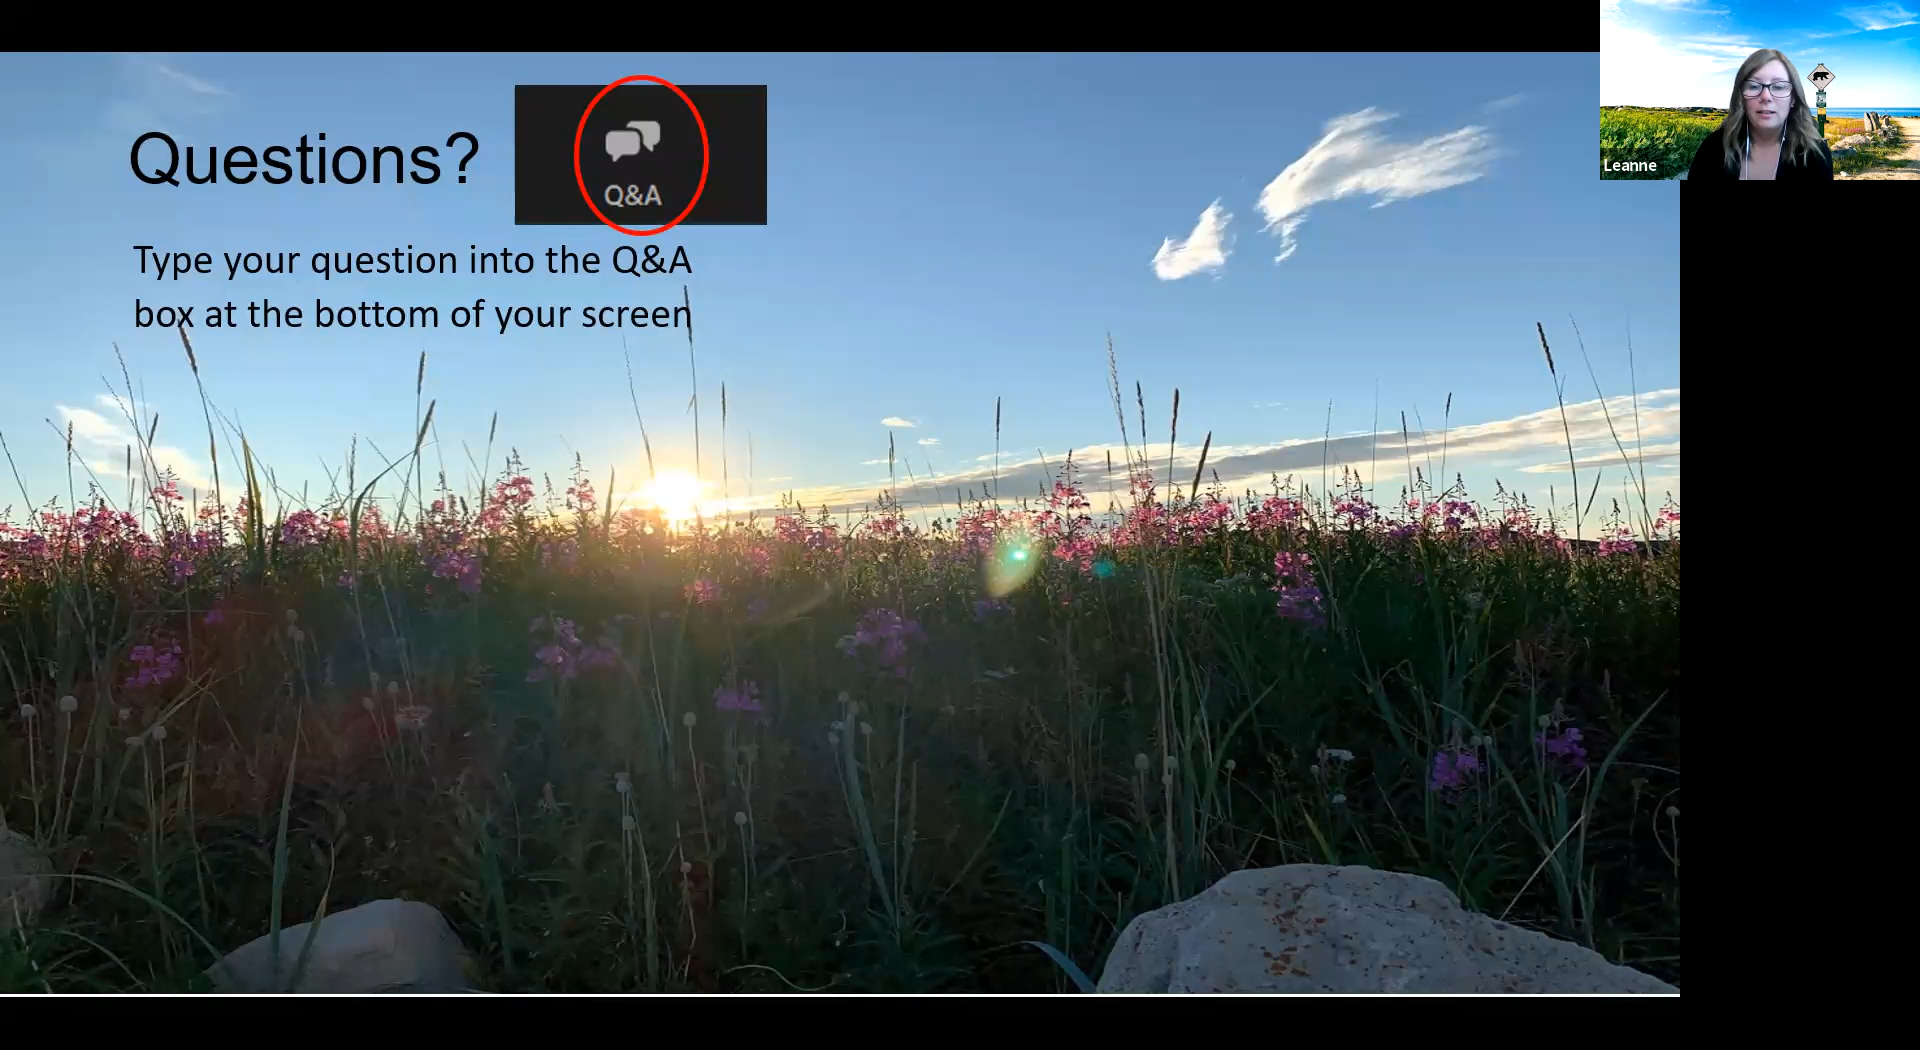 Questions?
Q&A
Type your question into the Q&A
box at the bottom of your screen
Leanne